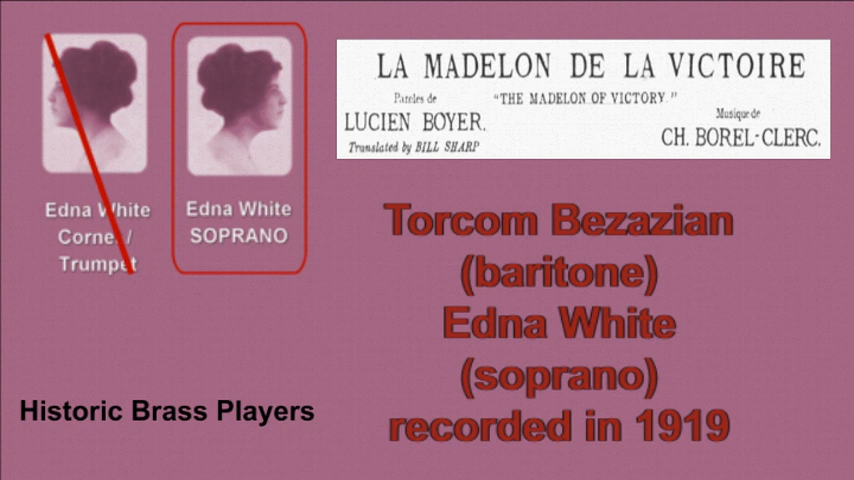 Edna White
Cornet /
Trumpet
Edna White
SOPRANO
LA MADELON DE LA VICTOIRE
Paroles de
"THE MADELON OF VICTORY."
Musique de
LUCIEN BOYER.
CH. BOREL-CLERC.
Translated by BILL SHARP
Torcom Bezazian
(baritone)
Edna White
(soprano)
recorded in 1919
Historic Brass Players